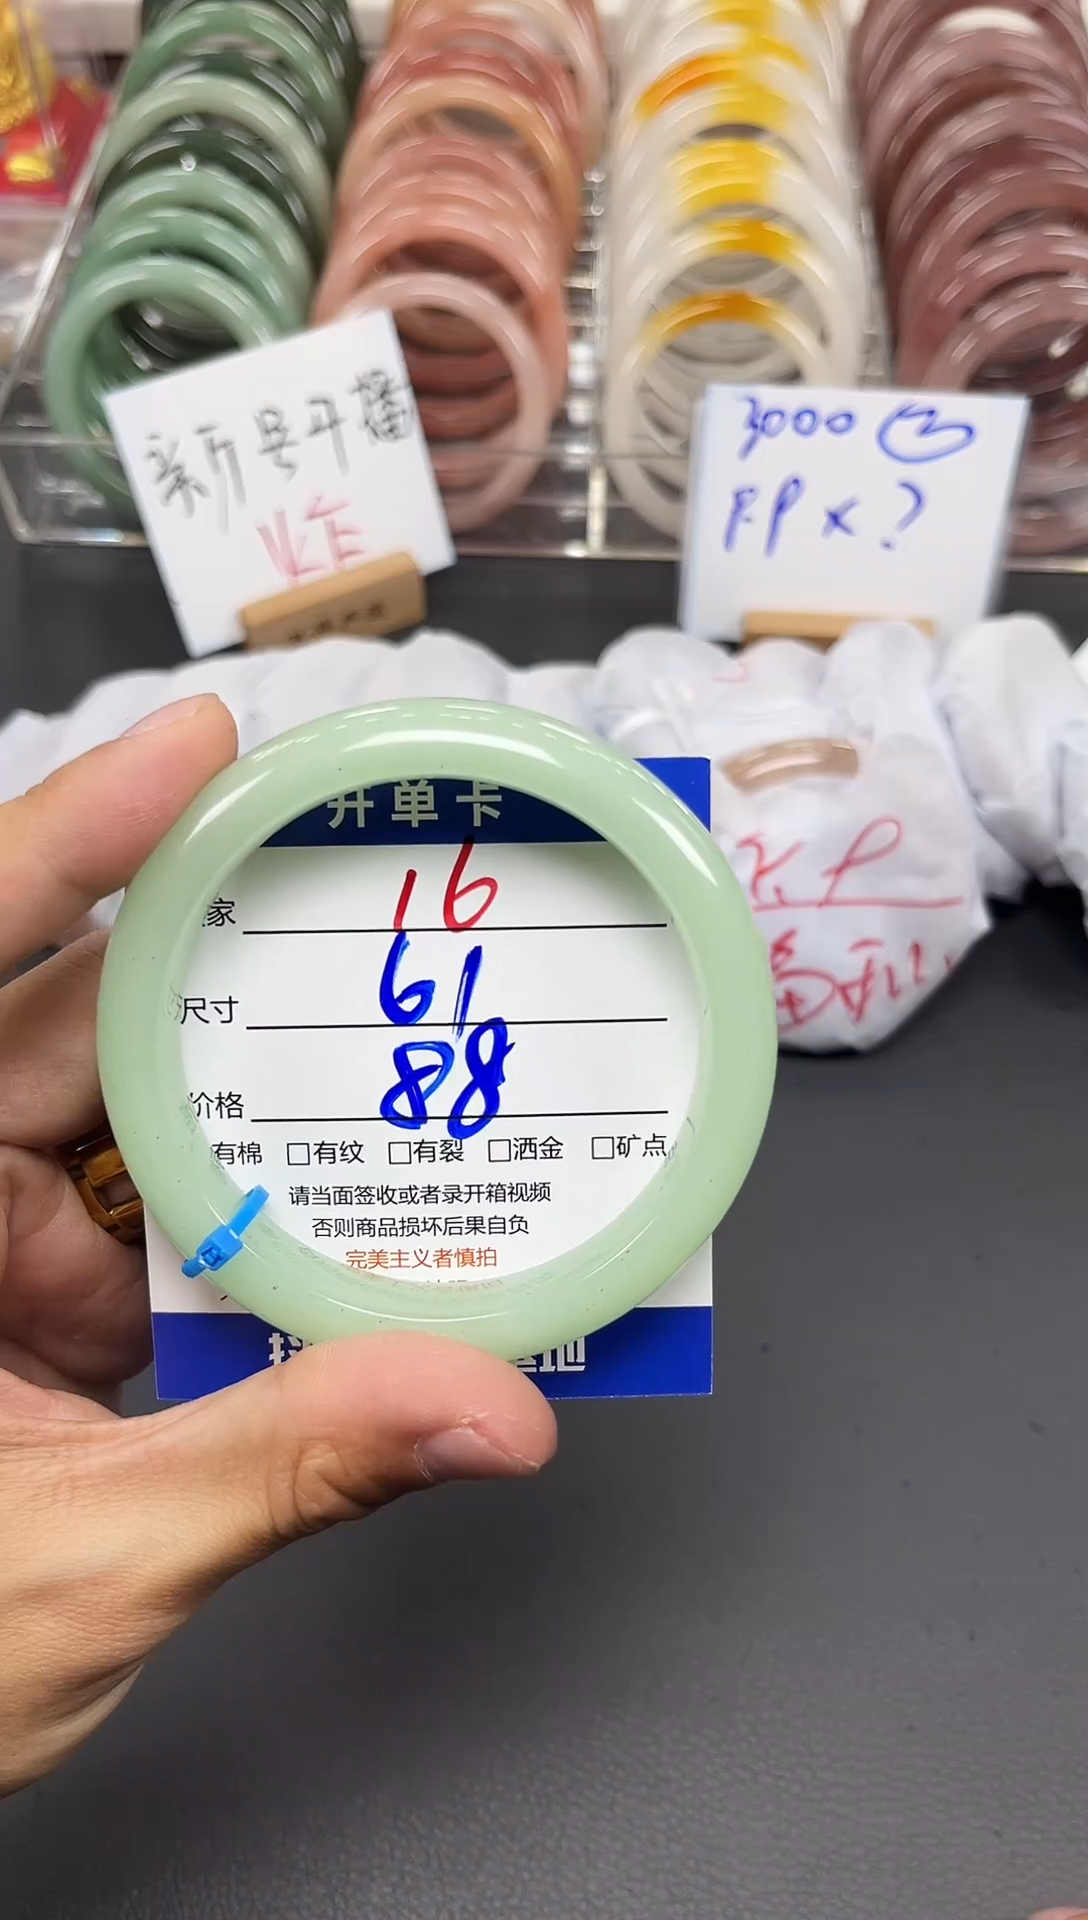 新号开播
3000
F.P x ?
开单卡
家 16
尺寸 61
价格 88
有棉 □有纹 □有裂 □洒金 □矿点
请当面签收或者录开箱视频
否则商品损坏后果自负
完美主义者慎拍
地